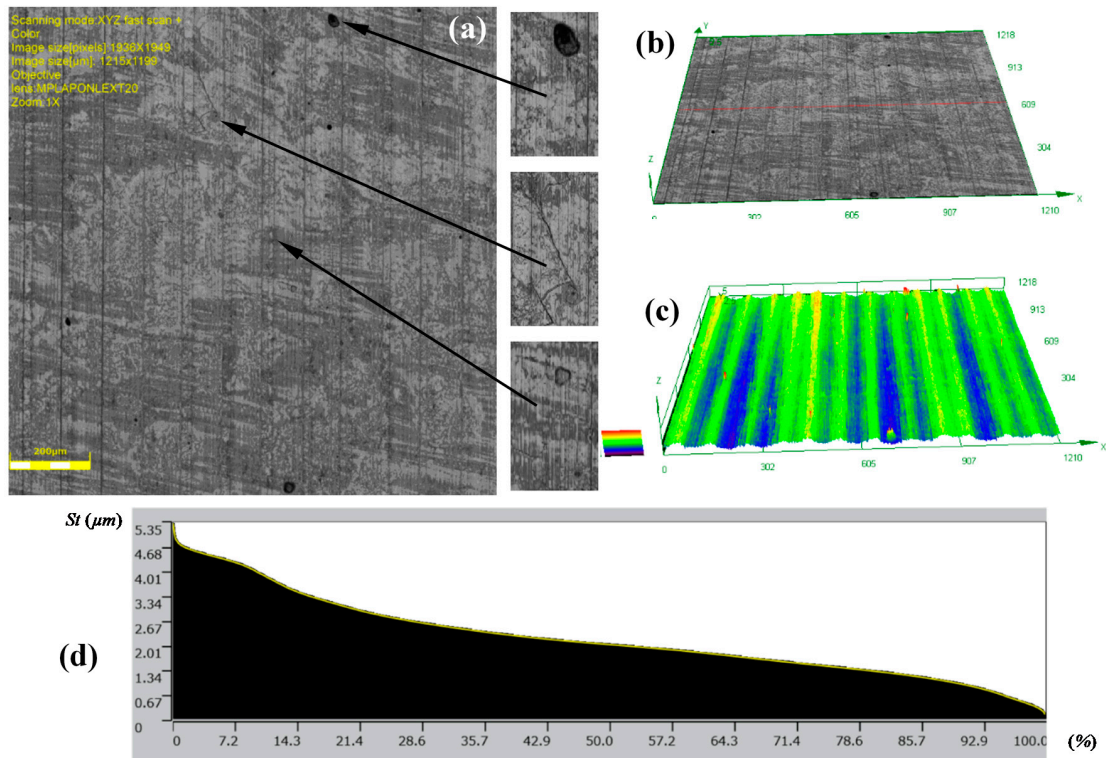 Scanning mode:XYZ fast scan +
Color
Image size[pixels] 1936X1949
Image size[um]: 1215x1199
Objective
lens:MPLAPONLEXT20
Zoom:1X
(a)
200µm
(b)
Y
1218
913
609
304
Z
X
0
302
605
907
1210
(c)
5
1218
913
609
304
Z
X
0
302
605
907
1210
St (µm)
5.35
4.68
4.01
3.34
2.67
2.01
1.34
0.67
0
(d)
0 7.2 14.3 21.4 28.6 35.7 42.9 50.0 57.2 64.3 71.4 78.6 85.7 92.9 100.0
(%)